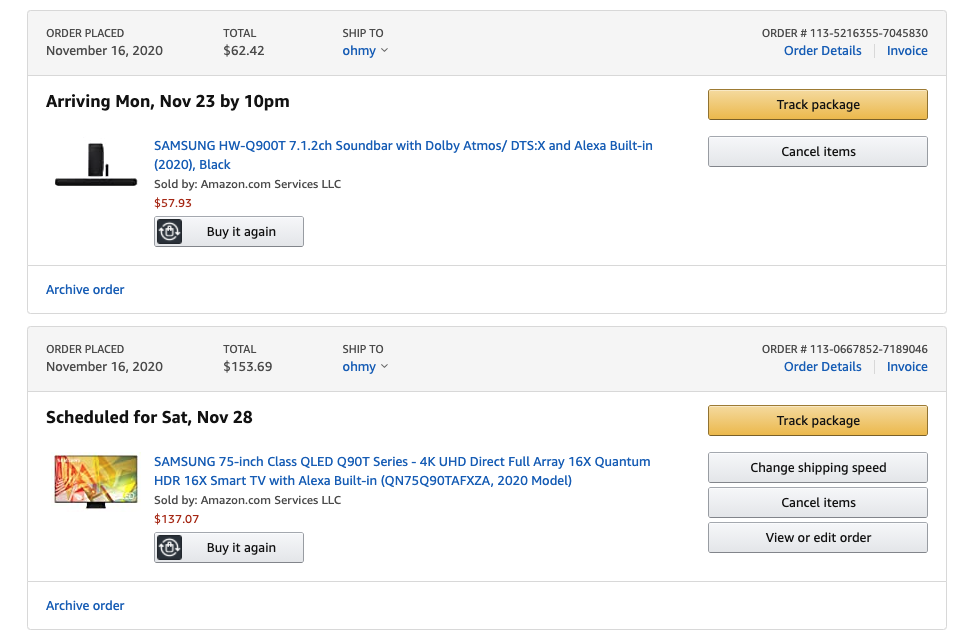 ORDER PLACED
November 16, 2020
TOTAL
$62.42
SHIP TO
ohmy
ORDER # 113-5216355-7045830
Order Details
Invoice
Arriving Mon, Nov 23 by 10pm
SAMSUNG HW-Q900T 7.1.2ch Soundbar with Dolby Atmos/ DTS:X and Alexa Built-in
(2020), Black
Sold by: Amazon.com Services LLC
$57.93
Buy it again
Track package
Cancel items
Archive order
ORDER PLACED
November 16, 2020
TOTAL
$153.69
SHIP TO
ohmy
ORDER # 113-0667852-7189046
Order Details
Invoice
Scheduled for Sat, Nov 28
SAMSUNG 75-inch Class QLED Q90T Series - 4K UHD Direct Full Array 16X Quantum
HDR 16X Smart TV with Alexa Built-in (QN75Q90TAFXZA, 2020 Model)
Sold by: Amazon.com Services LLC
$137.07
Buy it again
Track package
Change shipping speed
Cancel items
View or edit order
Archive order